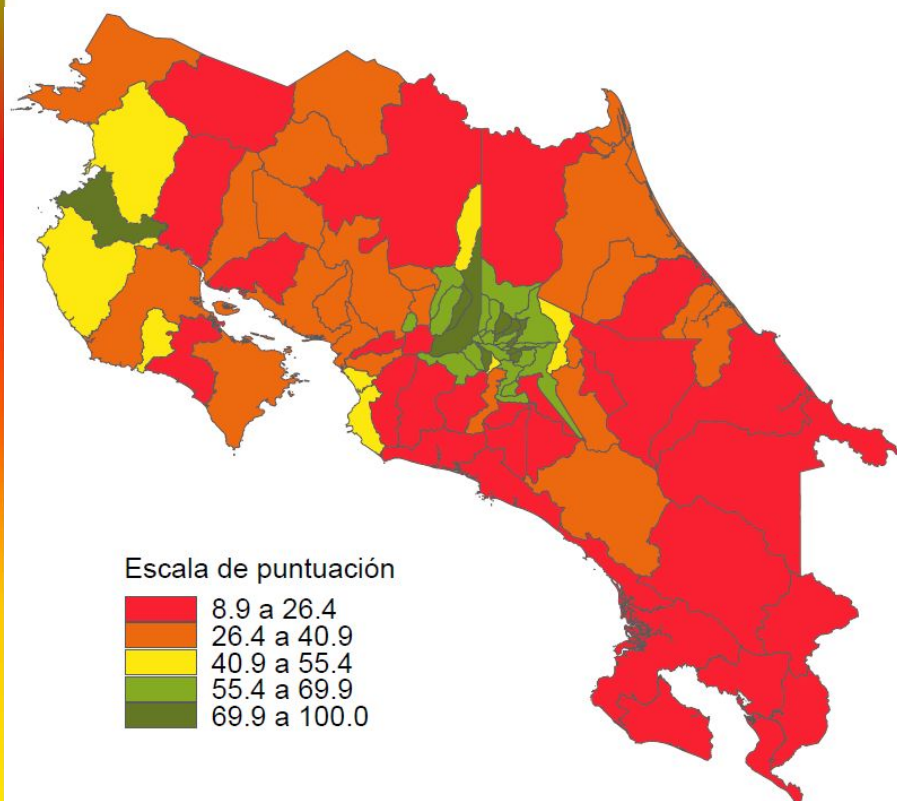 Escala de puntuación
8.9 a 26.4
26.4 a 40.9
40.9 a 55.4
55.4 a 69.9
69.9 a 100.0